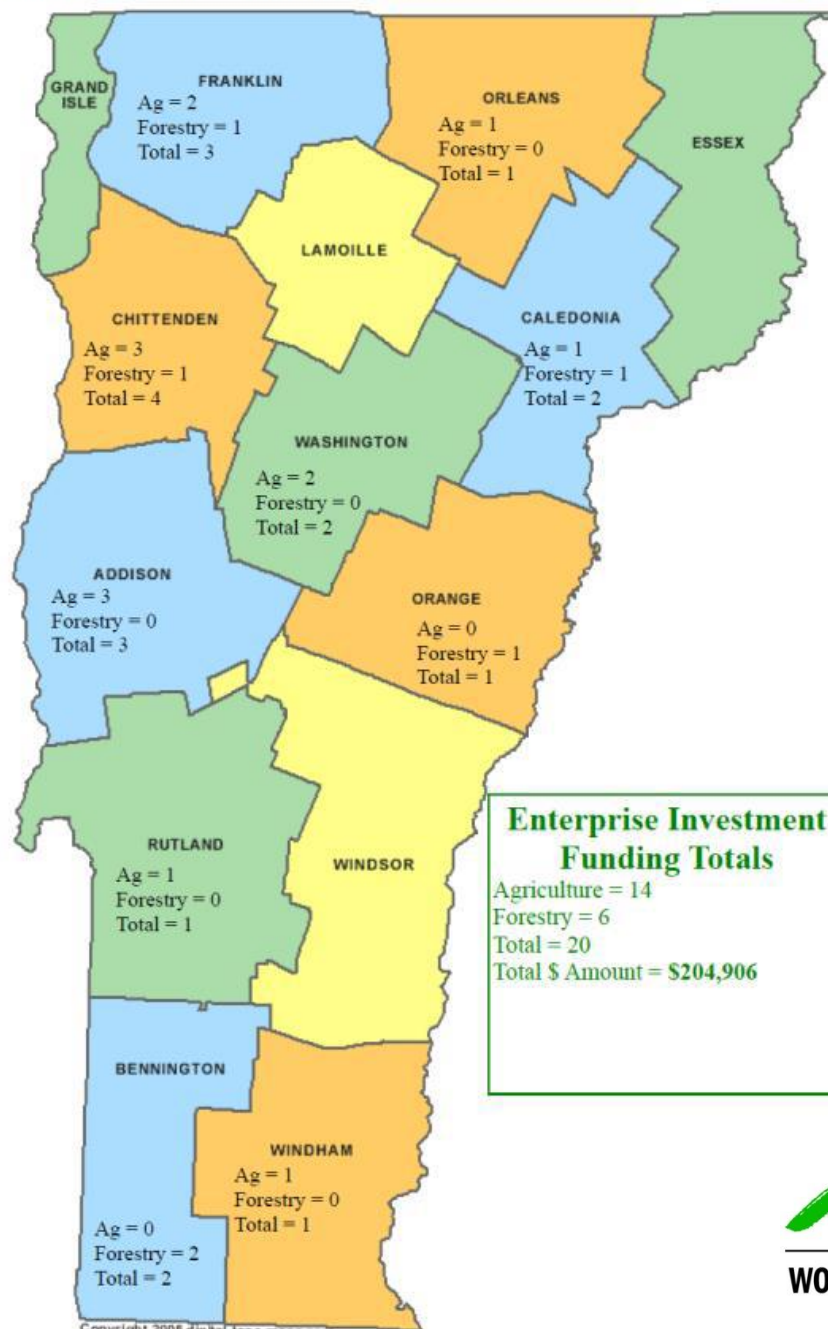 GRAND
ISLE
FRANKLIN
Ag = 2
Forestry = 1
Total = 3
ORLEANS
Ag = 1
Forestry = 0
Total = 1
ESSEX
LAMOILLE
CHITTENDEN
Ag = 3
Forestry = 1
Total = 4
CALEDONIA
Ag = 1
Forestry = 1
Total = 2
WASHINGTON
Ag = 2
Forestry = 0
Total = 2
ADDISON
Ag = 3
Forestry = 0
Total = 3
ORANGE
Ag = 0
Forestry = 1
Total = 1
RUTLAND
Ag = 1
Forestry = 0
Total = 1
WINDSOR
Enterprise Investment
Funding Totals
Agriculture = 14
Forestry = 6
Total = 20
Total $ Amount = $204,906
BENNINGTON
Ag = 0
Forestry = 2
Total = 2
WINDHAM
Ag = 1
Forestry = 0
Total = 1
WO